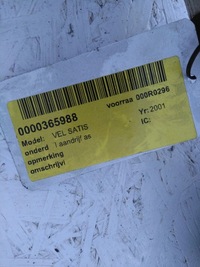 0000365988
voorraa 000R0296
Model: VEL SATIS
Yr: 2001
onderd 1 aandrijf as
IC:
opmerking
omschrijvi